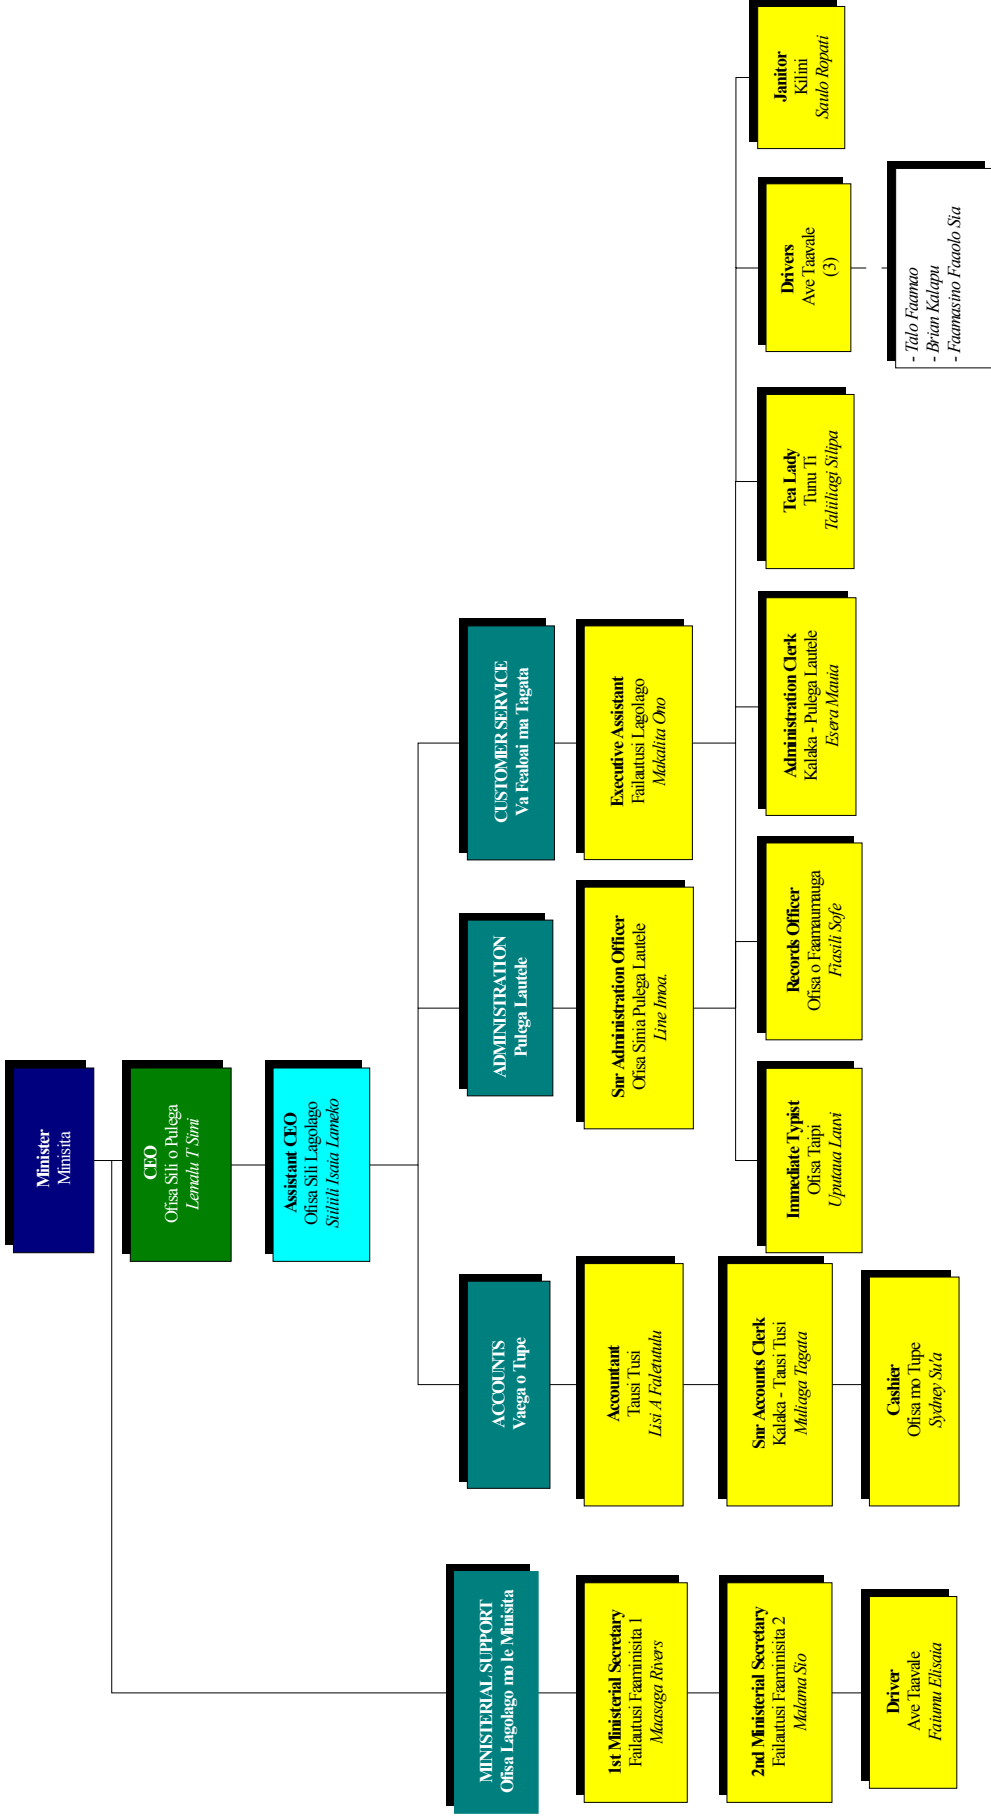 Minister
Minisita
CEO
Ofisa Sili o Pulega
Lemalu T Simi
Assistant CEO
Ofisa Sili Lagolago
Siiliili Isaia Lameko
MINISTERIAL SUPPORT
Ofisa Lagolago mo le Minisita
ACCOUNTS
Vaega o Tupe
ADMINISTRATION
Pulega Lautele
CUSTOMER SERVICE
Va Fealoai ma Tagata
1st Ministerial Secretary
Failautusi Faaminisita 1
Maasaga Rivers
Accountant
Tausi Tusi
Lisi A Faletutulu
Snr Administration Officer
Ofisa Sinia Pulega Lautele
Line Imoa.
Executive Assistant
Failautusi Lagolago
Makalita Ono
2nd Ministerial Secretary
Failautusi Faaminisita 2
Malama Sio
Snr Accounts Clerk
Kalaka - Tausi Tusi
Muliaga Tagata
Immediate Typist
Ofisa Taipi
Uputaua Lauvi
Records Officer
Ofisa o Faamaumauga
Fiasili Sofe
Administration Clerk
Kalaka - Pulega Lautele
Esera Mauia
Tea Lady
Tunu Ti
Taliiliagi Silipa
Drivers
Ave Taavale
(3)
Janitor
Kilini
Saulo Ropati
Driver
Ave Taavale
Faiumu Elisaia
Cashier
Ofisa mo Tupe
Sydney Su'a
- Talo Faamao
- Brian Kalapu
- Faamasino Faaolo Sia